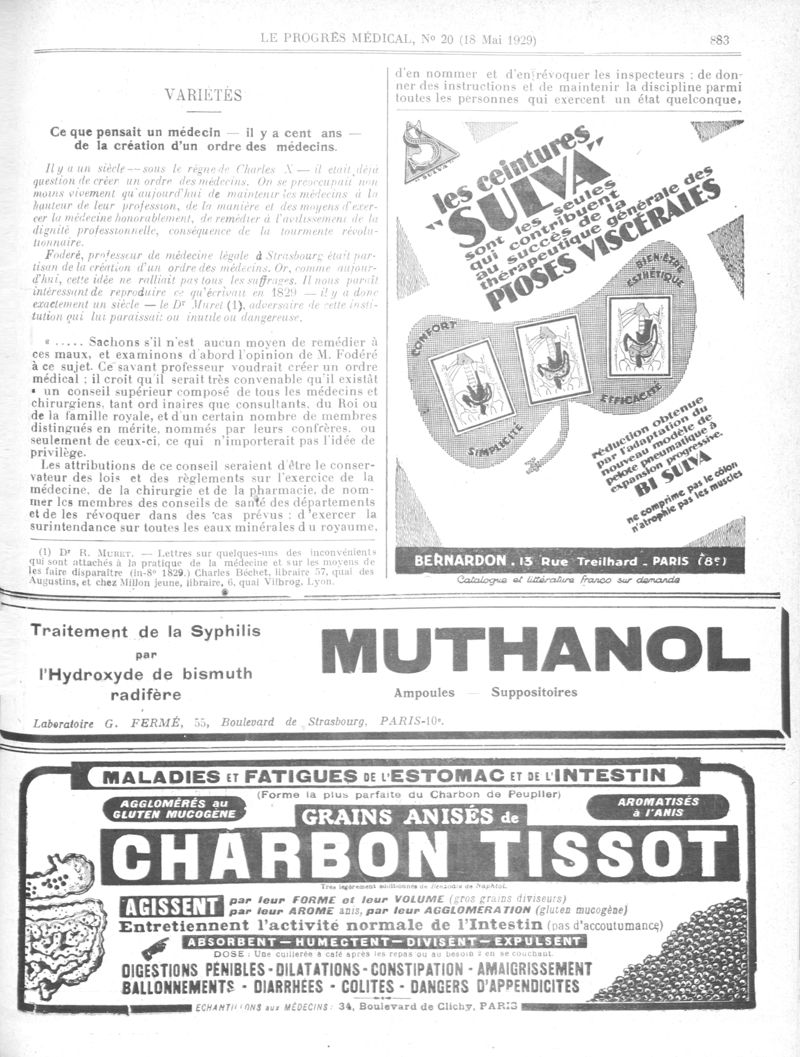 LE PROGRÈS MÉDICAL, No 20 (18 Mai 1929)
883
VARIÉTÉS
Ce que pensait un médecin — il y a cent ans —
de la création d'un ordre des médecins.
Il y a un siècle — sous le règne de Charles X — il était déjà
question de créer un ordre des médecins. On se préoccupait non
moins vivement qu'aujourd'hui de maintenir les médecins à la
hauteur de leur profession, de la manière et des moyens d'exer-
cer la médecine honorablement, de remédier à l'avilissement de la
dignité professionnelle, conséquence de la tourmente révolu-
tionnaire.
Foderé, professeur de médecine légale à Strasbourg était par-
tisan de la création d'un ordre des médecins. Or, comme aujour-
d'hui, cette idée ne ralliait pas tous les suffrages. Il nous paraît
intéressant de reproduire ce qu'écrivait en 1829 — il y a donc
exactement un siècle — le Dr Muret (1), adversaire de cette insti-
tution qui lui paraissait ou inutile ou dangereuse.
« ..... Sachons s'il n'est aucun moyen de remédier à
ces maux, et examinons d'abord l'opinion de M. Fodéré
à ce sujet. Ce savant professeur voudrait créer un ordre
médical ; il croit qu'il serait très convenable qu'il existât
« un conseil supérieur composé de tous les médecins et
chirurgiens, tant ordinaires que consultants, du Roi ou
de la famille royale, et d'un certain nombre de membres
distingués en mérite, nommés par leurs confrères, ou
seulement de ceux-ci, ce qui n'importerait pas l'idée de
privilège.
Les attributions de ce conseil seraient d'être le conser-
vateur des lois et des règlements sur l'exercice de la
médecine, de la chirurgie et de la pharmacie, de nom-
mer les membres des conseils de santé des départements
et de les révoquer dans des cas prévus ; d'exercer la
surintendance sur toutes les eaux minérales du royaume,
(1) Dr R. MURET. — Lettres sur quelques-uns des inconvénients
qui sont attachés à la pratique de la médecine et sur les moyens de
les faire disparaître (in-8° 1829.) Charles Béchet, libraire 57, quai des
Augustins, et chez Millon jeune, libraire, 6, quai Villbrog, Lyon.
d'en nommer et d'en révoquer les inspecteurs ; de don-
ner des instructions et de maintenir la discipline parmi
toutes les personnes qui exercent un état quelconque,
S
"SULVA"
les ceintures
"SULVA"
sont les seules
qui contribuent
au succès de la
thérapeutique générale des
PTOSES VISCÉRALES
BIEN-ÊTRE
ESTHÉTIQUE
CONFORT
EFFICACITÉ
SIMPLICITÉ
réduction obtenue
par l'adaptation du
nouveau modèle de
pelote pneumatique à
expansion progressive.
BI SULVA
ne comprime pas le côlon
n'atrophie pas les muscles
BERNARDON. 13 Rue Treilhard - PARIS (8e)
Catalogue et littérature franco sur demande
Traitement de la Syphilis
par
l'Hydroxyde de bismuth
radifère
MUTHANOL
Ampoules — Suppositoires
Laboratoire G. FERMÉ, 55, Boulevard de Strasbourg, PARIS-10e.
MALADIES ET FATIGUES DE L'ESTOMAC ET DE L'INTESTIN
(Forme la plus parfaite du Charbon de Peuplier)
AGGLOMÉRÉS au
GLUTEN MUCOGÈNE
AROMATISÉS
à l'ANIS
GRAINS ANISÉS de
CHARBON TISSOT
Très légèrement additionnés de Benzoate de Naphtol.
AGISSENT
par leur FORME et leur VOLUME (gros grains diviseurs)
par leur AROME anis, par leur AGGLOMÉRATION (gluten mucogène)
Entretiennent l'activité normale de l'Intestin (pas d'accoutumance)
ABSORBENT — HUMECTENT — DIVISENT — EXPULSENT
DOSE : Une cuillerée à café après les repas ou au besoin 2 en se couchant.
DIGESTIONS PÉNIBLES - DILATATIONS - CONSTIPATION - AMAIGRISSEMENT
BALLONNEMENTS - DIARRHÉES - COLITES - DANGERS D'APPENDICITES
ÉCHANTILLONS aux MÉDECINS : 34, Boulevard de Clichy, PARIS